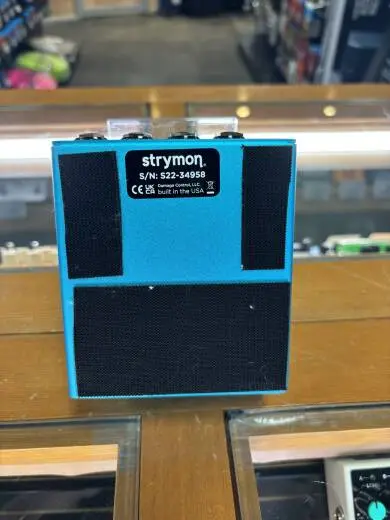 strymon
S/N: S22-34958
CE UK CA Damage Control, LLC.
built in the USA